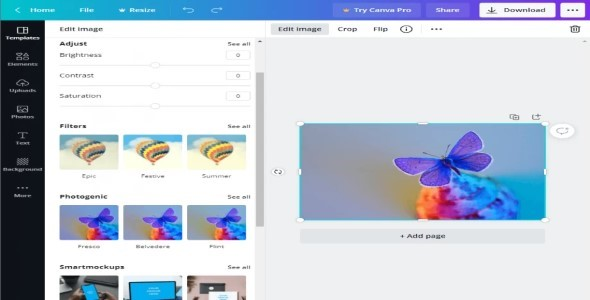 Home File Resize Try Canva Pro Share Download
Edit image Edit image Crop Flip
Templates
Elements
Uploads
Photos
Text
Background
More
Adjust See all
Brightness 0
Contrast 0
Saturation 0
Filters See all
Epic Festive Summer
Photogenic See all
Fresco Belvedere Flint
Smartmockups See all
+ Add page